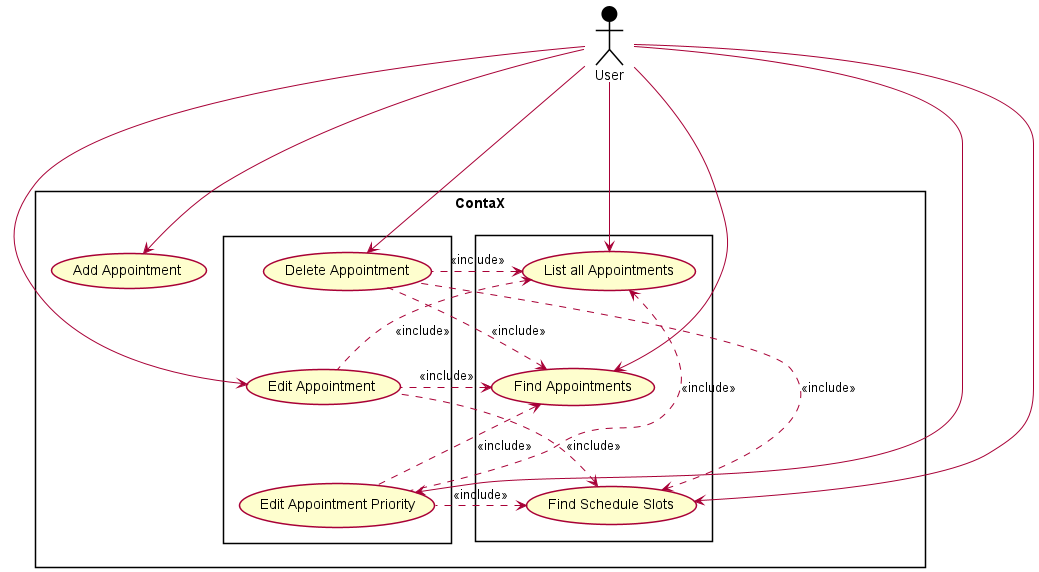 User
ContaX
Add Appointment
Delete Appointment
«include»
List all Appointments
«include»
«include»
Edit Appointment
«include»
Find Appointments
«include»
«include»
«include»
«include»
Edit Appointment Priority
«include»
Find Schedule Slots